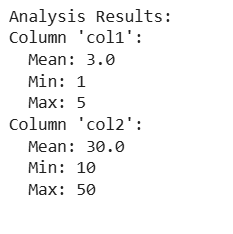 Analysis Results:
Column 'col1':
  Mean: 3.0
  Min: 1
  Max: 5
Column 'col2':
  Mean: 30.0
  Min: 10
  Max: 50